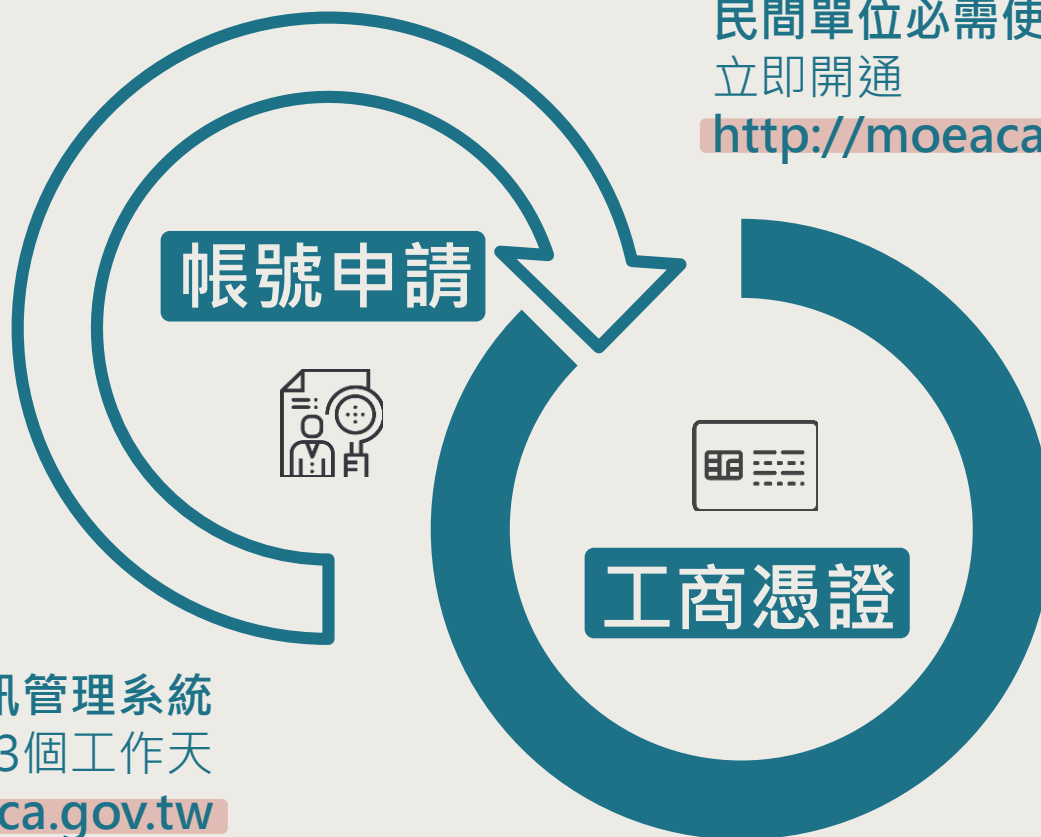 民間單位必需使
立即開通
http://moeaca
帳號申請
工商憑證
訊管理系統
3個工作天
ca.gov.tw